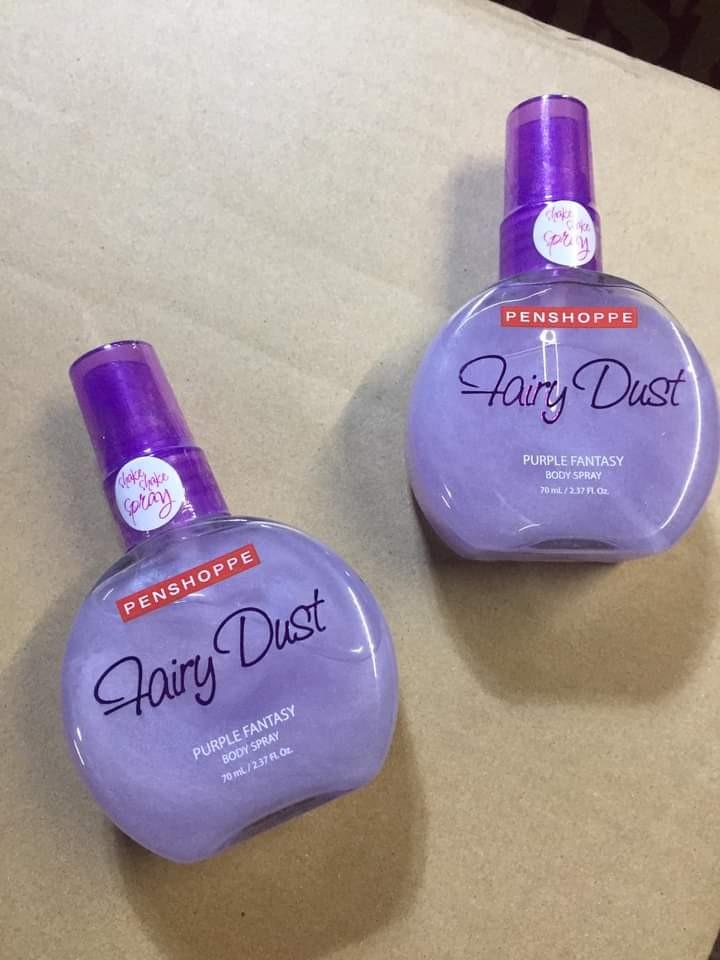 shake
shake
spray
PENSHOPPE
Fairy Dust
PURPLE FANTASY
BODY SPRAY
70 mL / 2.37 Fl. Oz.
shake
shake
spray
PENSHOPPE
Fairy Dust
PURPLE FANTASY
BODY SPRAY
70 mL / 2.37 Fl. Oz.